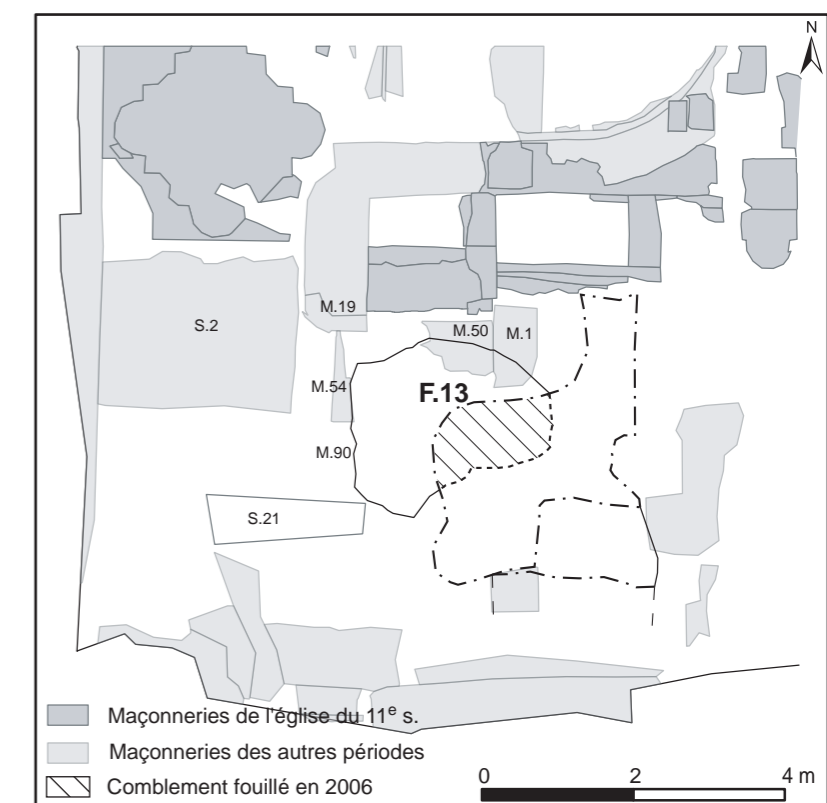 N
M.19
S.2
M.50 M.1
M.54
F.13
M.90
S.21
Maçonneries de l'église du 11e s.
Maçonneries des autres périodes
Comblement fouillé en 2006
0 2 4 m